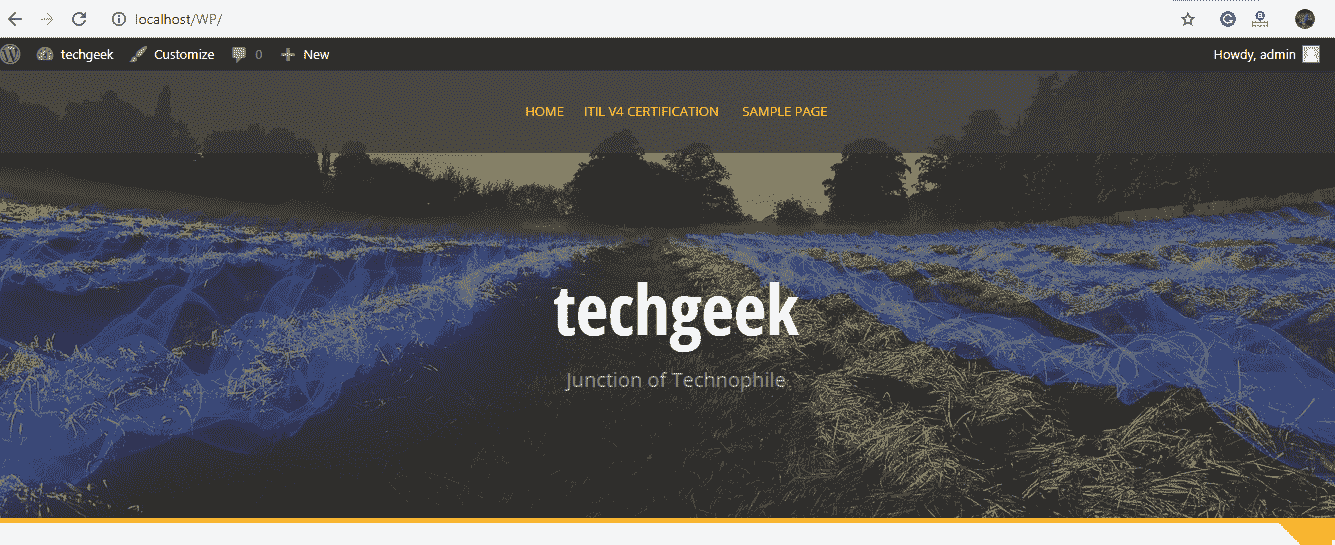 localhost/WP/
techgeek Customize 0 New Howdy, admin
HOME ITIL V4 CERTIFICATION SAMPLE PAGE
techgeek
Junction of Technophile